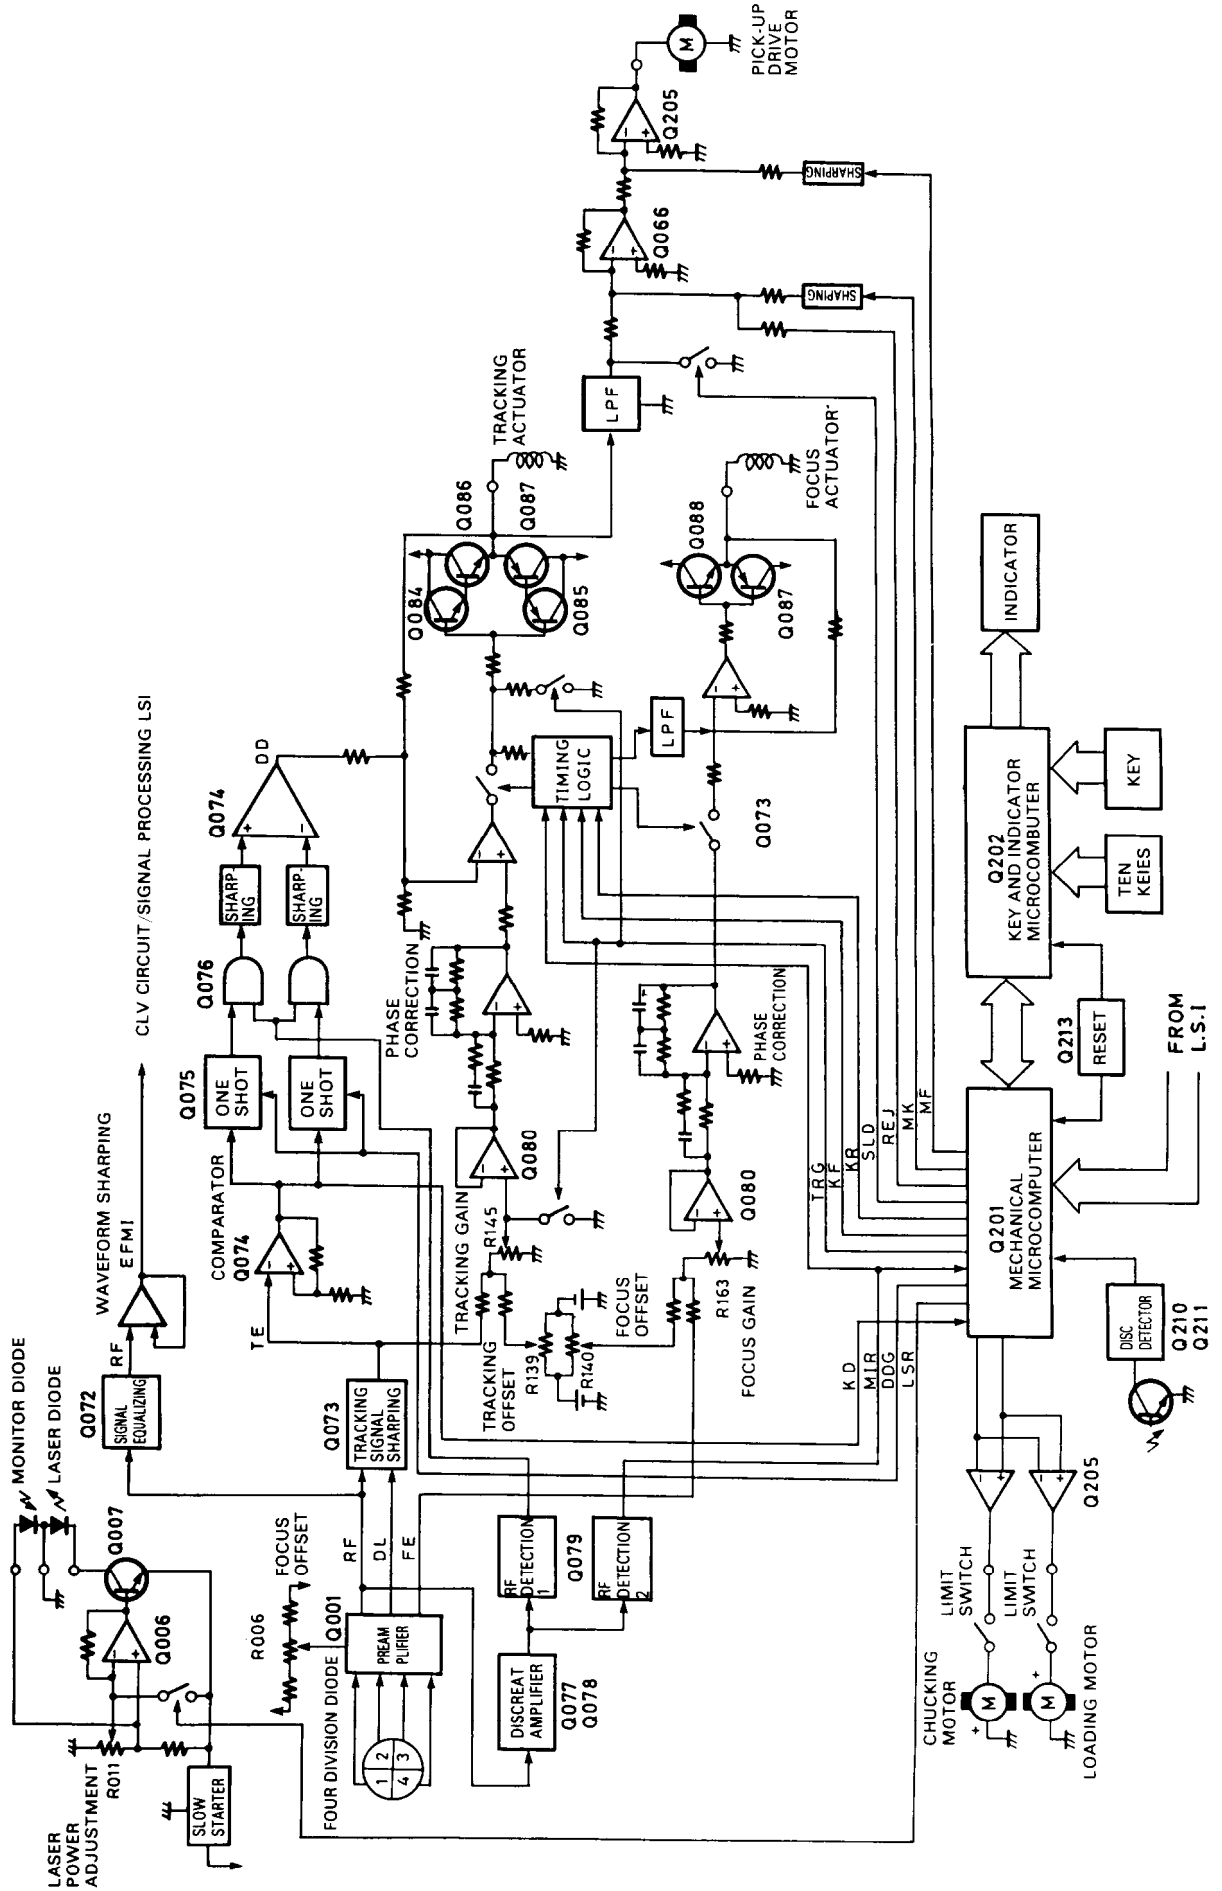 MONITOR DIODE
LASER DIODE
LASER
POWER
ADJUSTMENT
R011
SLOW
STARTER
Q006
Q007
-
+
FOCUS
OFFSET
R006
FOUR DIVISION DIODE
1
2
3
4
Q001
PREAM
PLIFIER
RF
DL
FE
Q072
SIGNAL
EQUALIZING
RF
WAVEFORM SHARPING
EFMI
CLV CIRCUIT/SIGNAL PROCESSING LSI
Q073
TRACKING
SIGNAL
SHARPING
TE
COMPARATOR
Q074
-
+
Q075
ONE
SHOT
ONE
SHOT
Q076
SHARP-
ING
SHARP-
ING
Q074
+
-
DD
TRACKING GAIN
R145
TRACKING
OFFSET
R139
R140
FOCUS
OFFSET
Q080
-
+
PHASE
CORRECTION
-
+
-
+
Q084
Q085
Q086
Q087
TRACKING
ACTUATOR
TIMING
LOGIC
LPF
FOCUS GAIN
R163
Q080
-
+
PHASE
CORRECTION
-
+
Q073
-
+
Q088
Q087
FOCUS
ACTUATOR
LPF
-
+
Q066
-
+
Q205
M
PICK-UP
DRIVE
MOTOR
SHARPING
SHARPING
DISCREAT
AMPLIFIER
Q077
Q078
RF
DETECTION
1
Q079
RF
DETECTION
2
KD
MIR
DOG
LSR
TRG
KF
KR
SLD
REJ
MK
MF
Q201
MECHANICAL
MICROCOMPUTER
Q202
KEY AND INDICATOR
MICROCOMBUTER
INDICATOR
TEN
KEIES
KEY
Q213
RESET
FROM
L.S.I
DISC
DETECTOR
Q210
Q211
Q205
-
+
-
+
LIMIT
SWITCH
LIMIT
SWITCH
CHUCKING
MOTOR
+
M
+
M
LOADING MOTOR